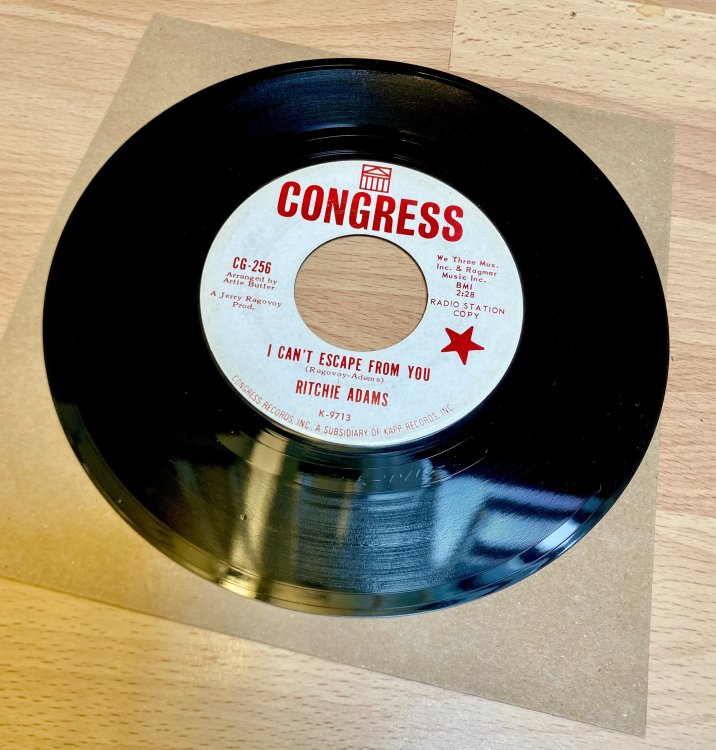 CONGRESS
CG-256
Arranged by
Artie Butler
A Jerry Ragovoy
Prod.
We Three Mus.
Inc. & Ragmor
Music Inc.
BMI
2:28
RADIO STATION
COPY
I CAN'T ESCAPE FROM YOU
(Ragovoy-Adams)
RITCHIE ADAMS
K-9713
CONGRESS RECORDS, INC. A SUBSIDIARY OF KAPP RECORDS, INC